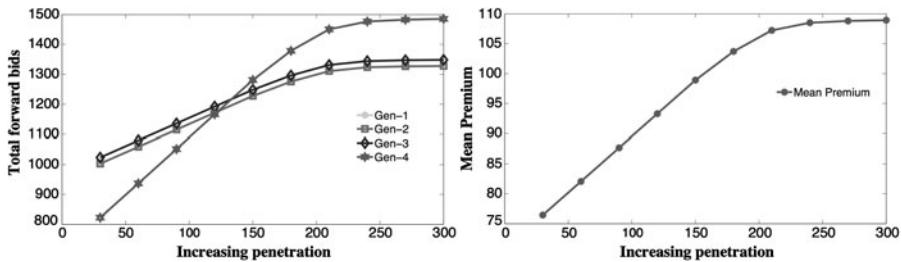 1500
1400
1300
1200
1100
1000
900
800
0 50 100 150 200 250 300
Total forward bids
Increasing penetration
Gen-1
Gen-2
Gen-3
Gen-4
110
105
100
95
90
85
80
75
0 50 100 150 200 250 300
Mean Premium
Increasing penetration
Mean Premium